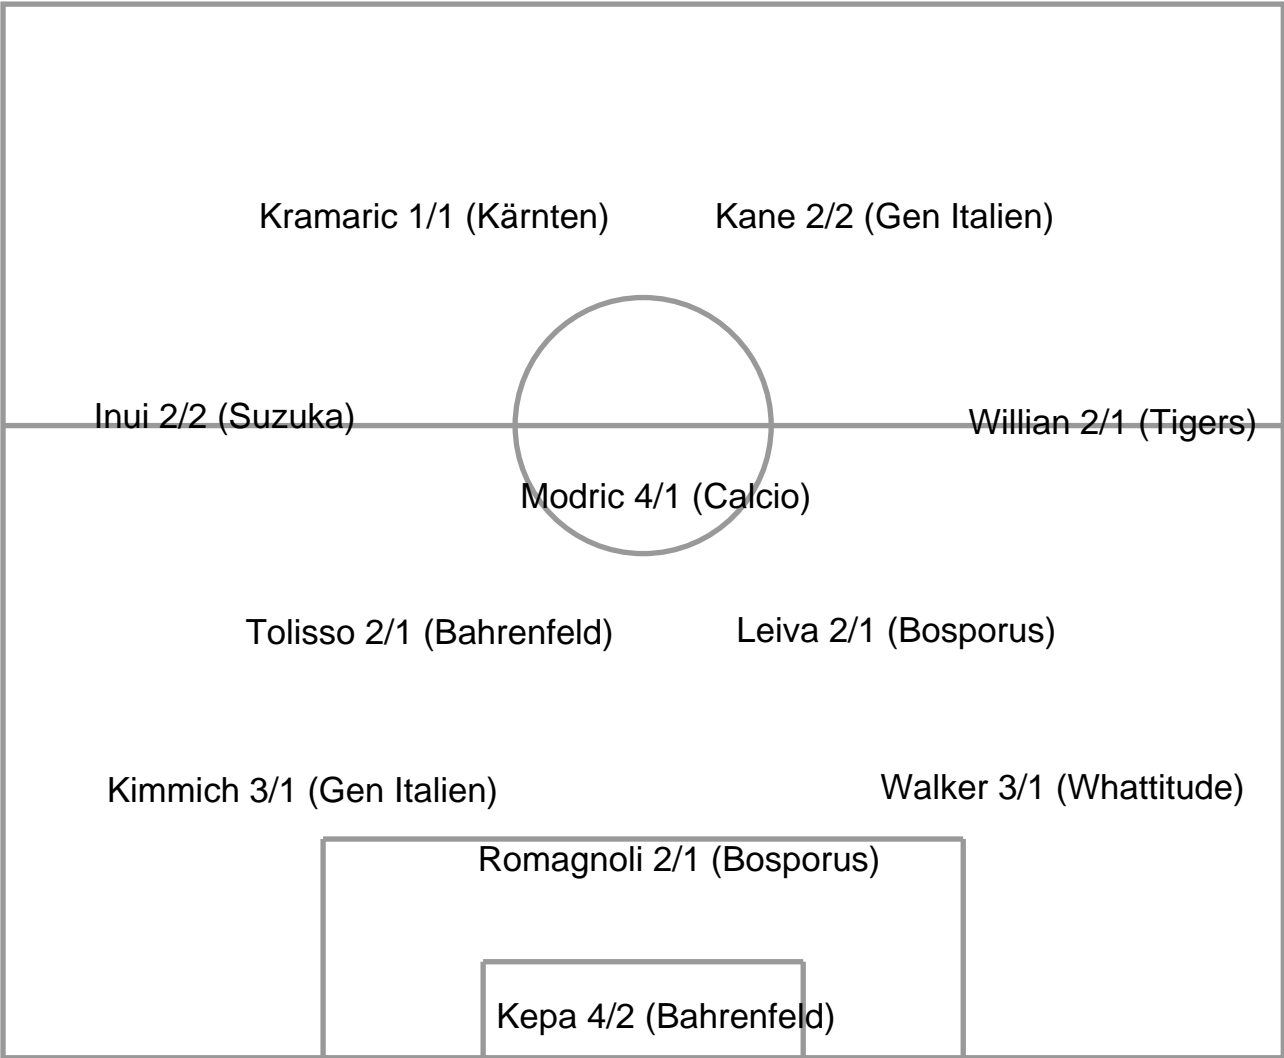 Kramaric 1/1 (Kärnten)
Kane 2/2 (Gen Italien)
Inui 2/2 (Suzuka)
Willian 2/1 (Tigers)
Modric 4/1 (Calcio)
Tolisso 2/1 (Bahrenfeld)
Leiva 2/1 (Bosporus)
Kimmich 3/1 (Gen Italien)
Walker 3/1 (Whattitude)
Romagnoli 2/1 (Bosporus)
Kepa 4/2 (Bahrenfeld)